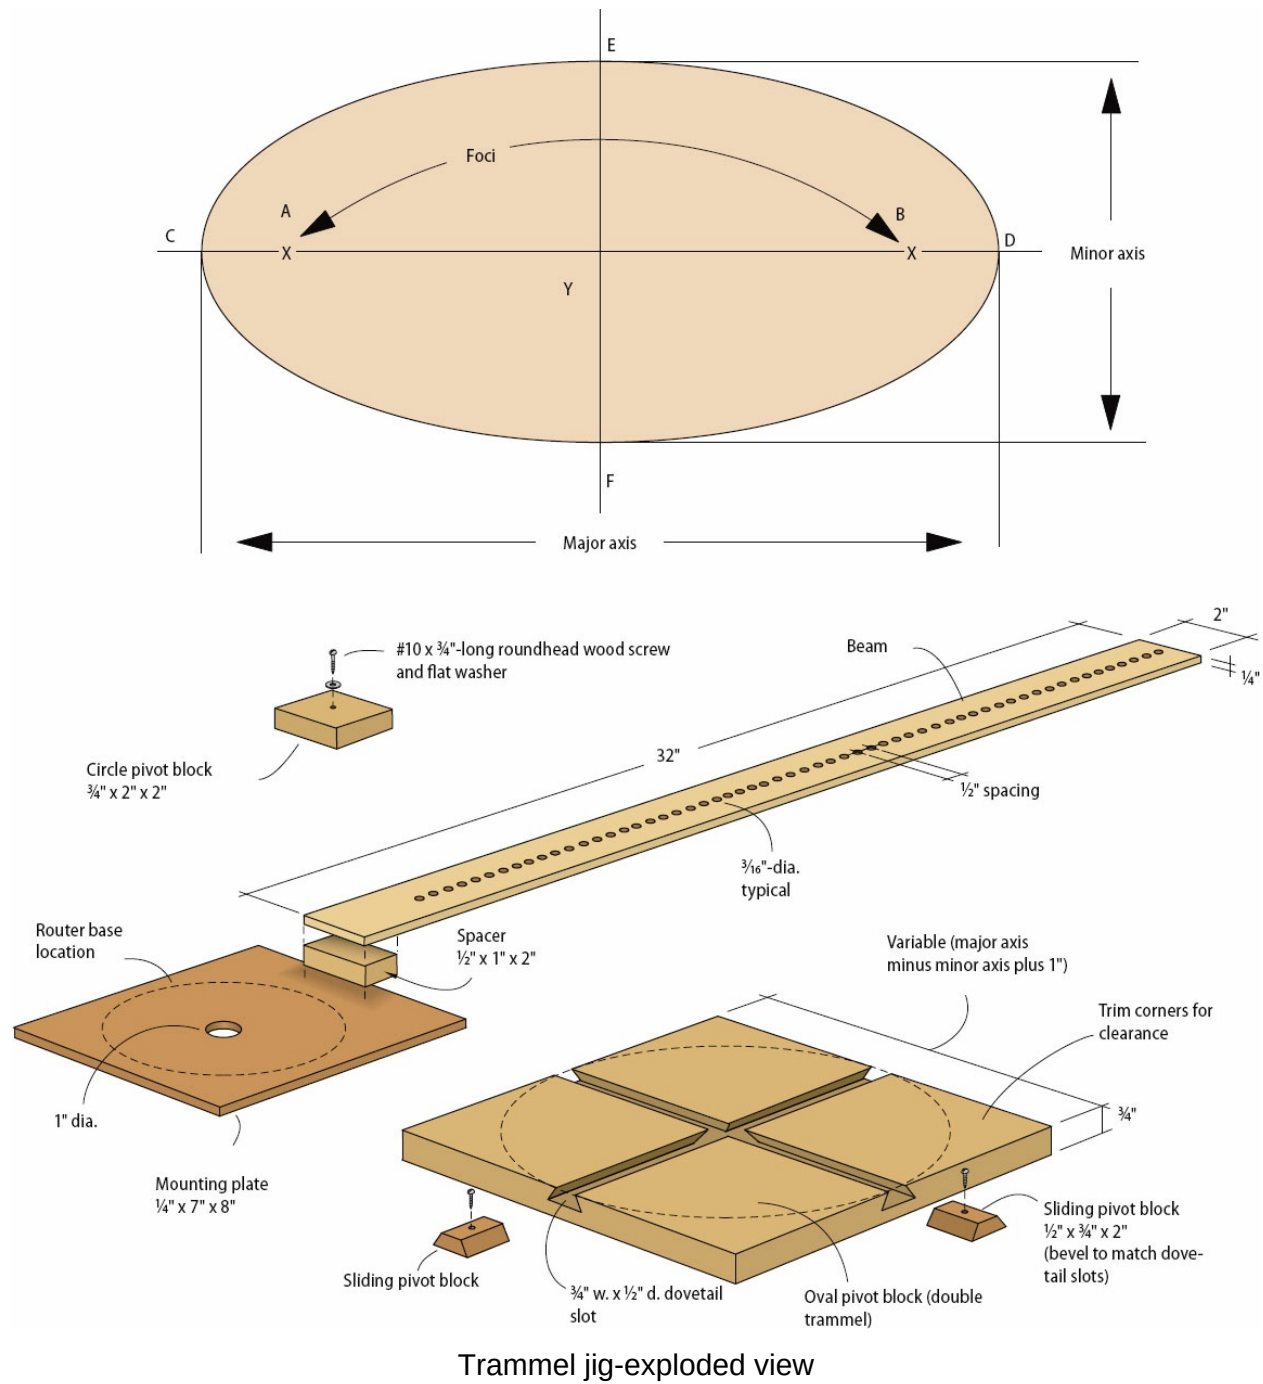 E
Foci
A
B
C
X
X
D
Minor axis
Y
F
Major axis
2"
#10 x ¾"-long roundhead wood screw
and flat washer
Beam
¼"
32"
Circle pivot block
¾" x 2" x 2"
½" spacing
³⁄₁₆"-dia.
typical
Router base
location
Spacer
½" x 1" x 2"
Variable (major axis
minus minor axis plus 1")
Trim corners for
clearance
1" dia.
¾"
Mounting plate
¼" x 7" x 8"
Sliding pivot block
½" x ¾" x 2"
(bevel to match dove-
tail slots)
Sliding pivot block
¾" w. x ½" d. dovetail
slot
Oval pivot block (double
trammel)
Trammel jig-exploded view